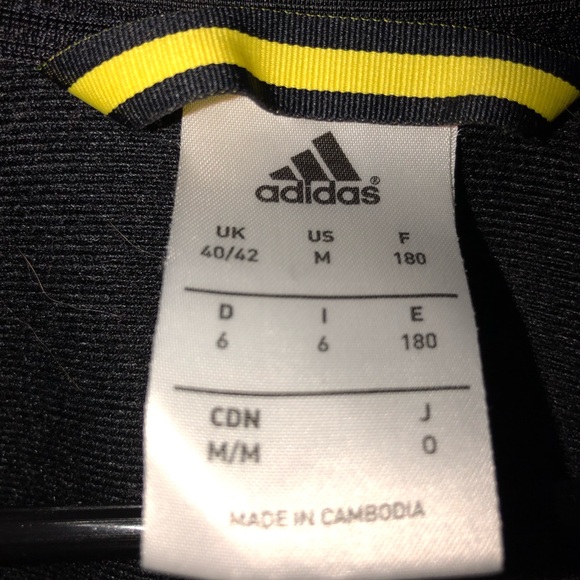 adidas®
UK US F
40/42 M 180
D I E
6 6 180
CDN J
M/M O
MADE IN CAMBODIA